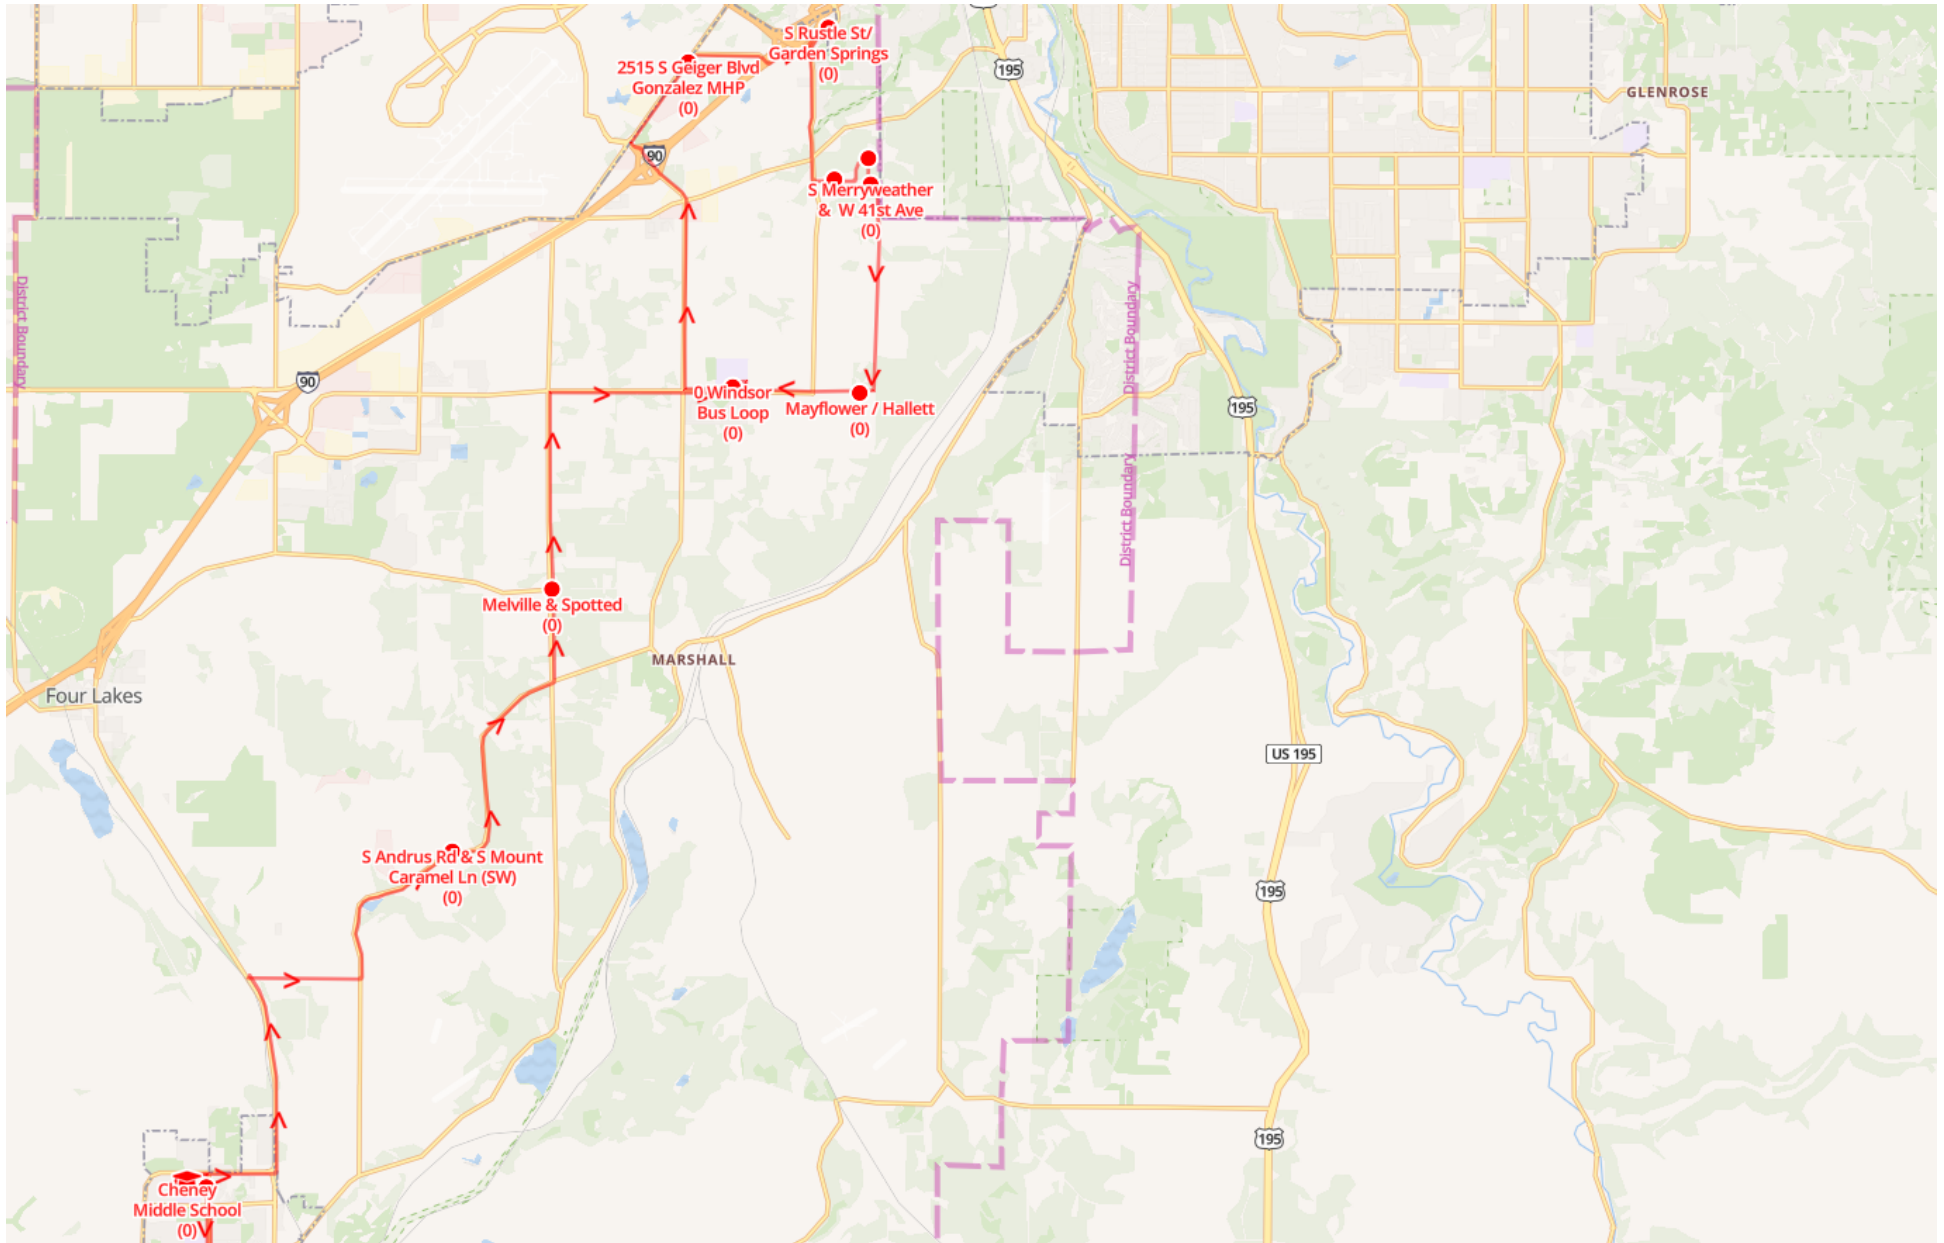 S Rustle St/
Garden Springs
(0)
2515 S Geiger Blvd
Gonzalez MHP
(0)
195
GLENROSE
90
S Merryweather
& W 41st Ave
(0)
District Boundary
District Boundary
90
0 Windsor
Bus Loop
(0)
Mayflower / Hallett
(0)
195
District Boundary
Melville & Spotted
(0)
MARSHALL
Four Lakes
US 195
S Andrus Rd & S Mount
Caramel Ln (SW)
(0)
195
195
Cheney
Middle School
(0)